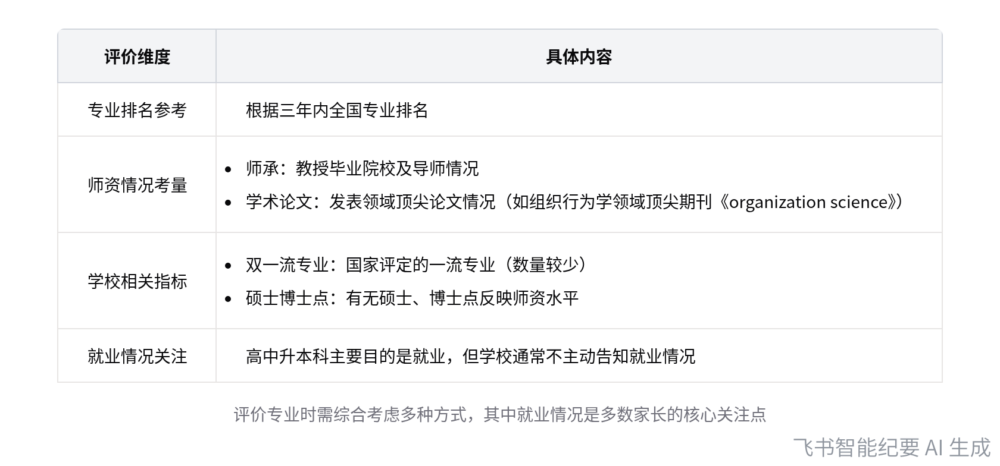 评价维度
具体内容
专业排名参考
根据三年内全国专业排名
师资情况考量
师承：教授毕业院校及导师情况
学术论文：发表领域顶尖论文情况（如组织行为学领域顶尖期刊《organization science》）
学校相关指标
双一流专业：国家评定的一流专业（数量较少）
硕士博士点：有无硕士、博士点反映师资水平
就业情况关注
高中升本科主要目的是就业，但学校通常不主动告知就业情况
评价专业时需综合考虑多种方式，其中就业情况是多数家长的核心关注点
飞书智能纪要 AI 生成